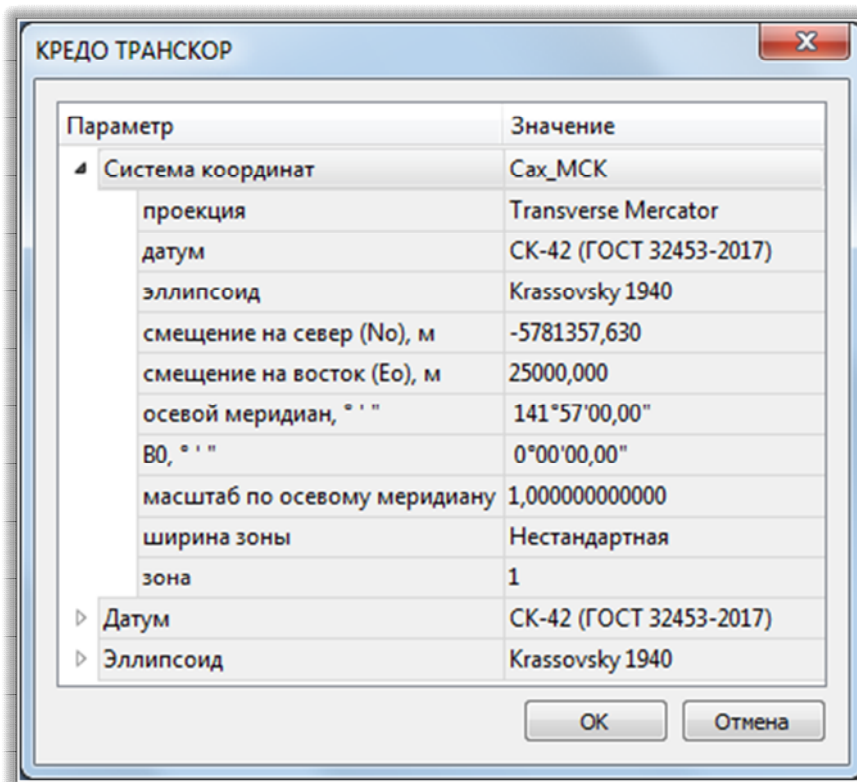 КРЕДО ТРАНСКОР
Параметр Значение
Система координат Сах_МСК
проекция Transverse Mercator
датум СК-42 (ГОСТ 32453-2017)
эллипсоид Krassovsky 1940
смещение на север (No), м -5781357,630
смещение на восток (Eo), м 25000,000
осевой меридиан, ° ' " 141°57'00,00"
B0, ° ' " 0°00'00,00"
масштаб по осевому меридиану 1,000000000000
ширина зоны Нестандартная
зона 1
Датум СК-42 (ГОСТ 32453-2017)
Эллипсоид Krassovsky 1940
ОК Отмена